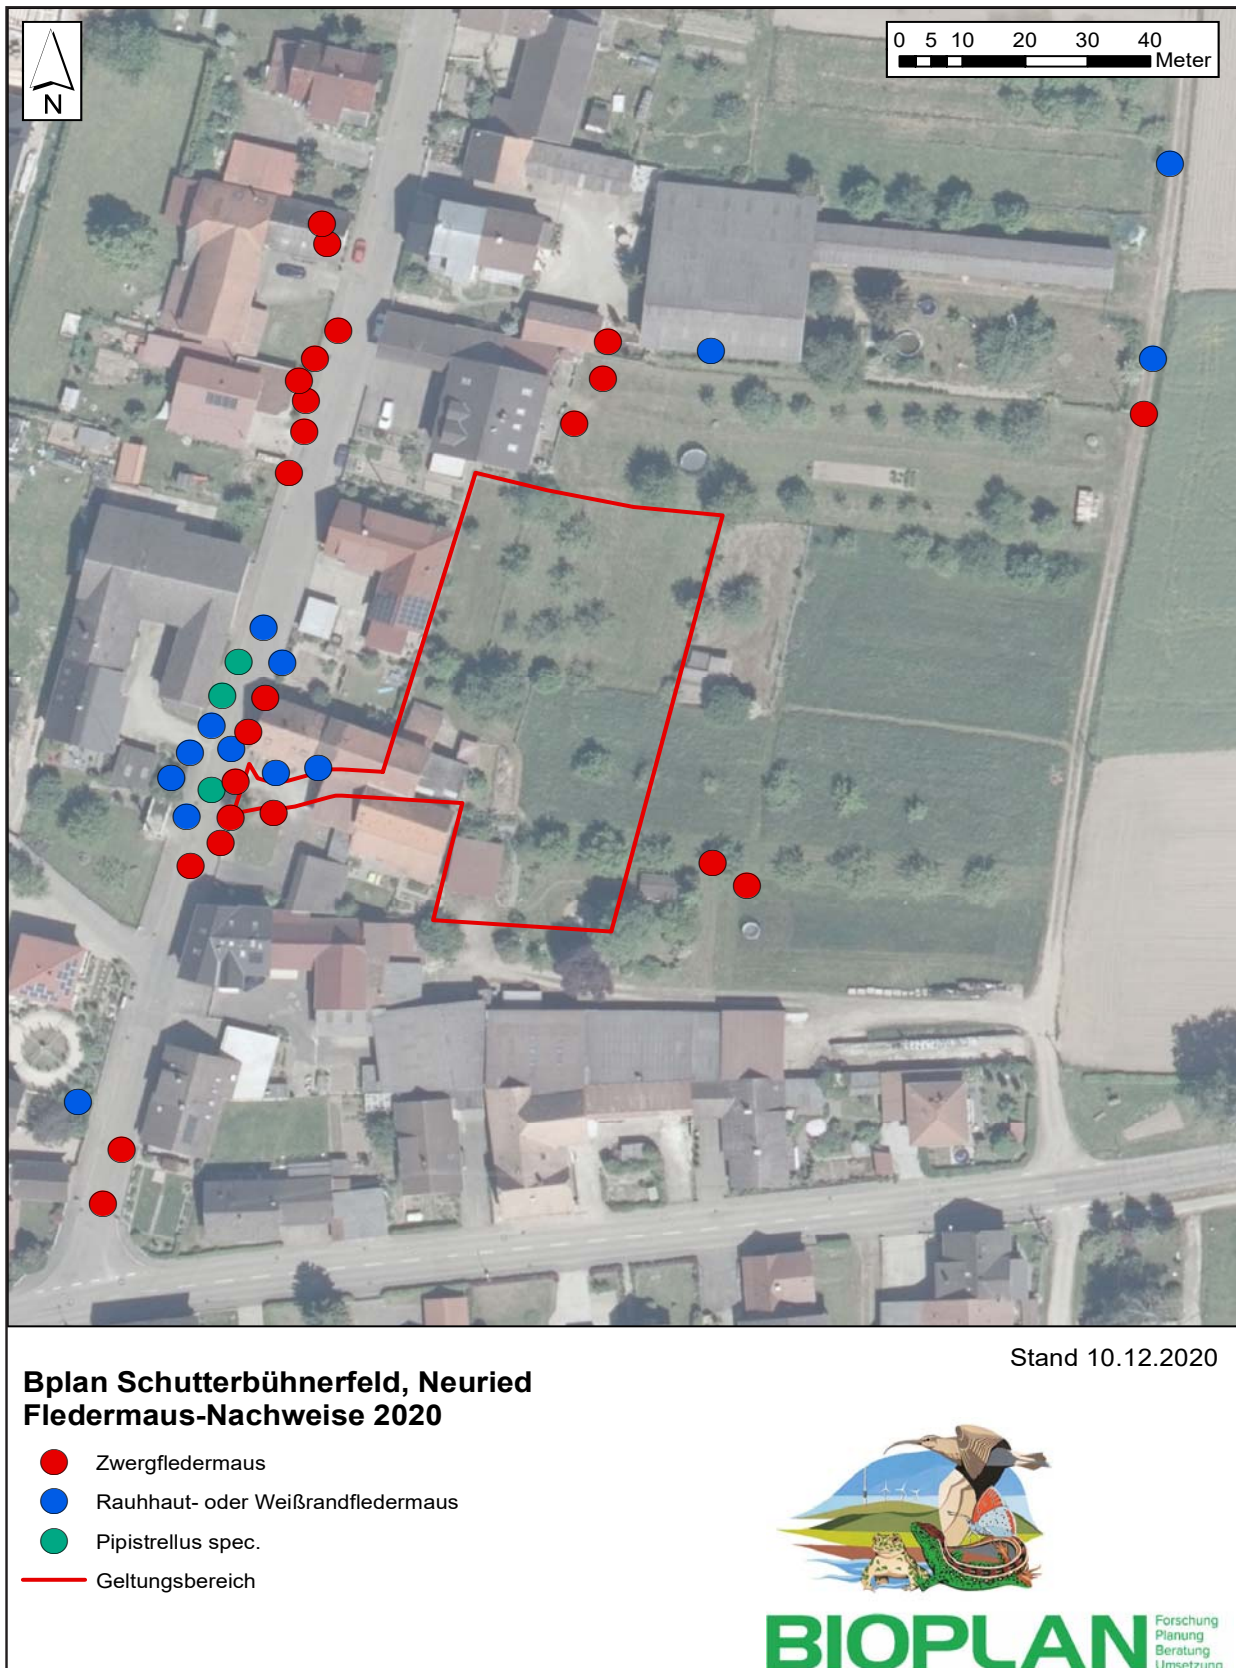 N
0 5 10 20 30 40
Meter
Stand 10.12.2020
Bplan Schutterbühnerfeld, Neuried
Fledermaus-Nachweise 2020
Zwergfledermaus
Rauhhaut- oder Weißrandfledermaus
Pipistrellus spec.
Geltungsbereich
BIOPLAN
Forschung
Planung
Beratung
Umsetzung